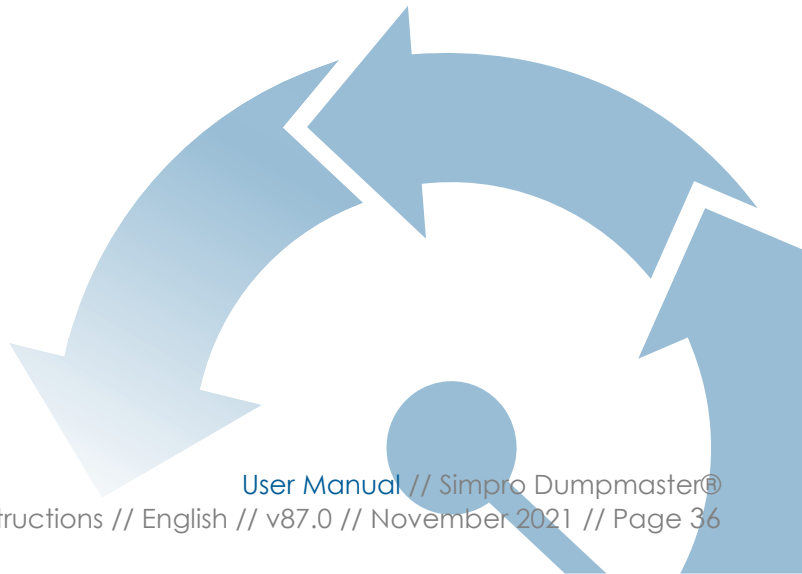 User Manual // Simpro Dumpmaster®
tructions // English // v87.0 // November 2021 // Page 36